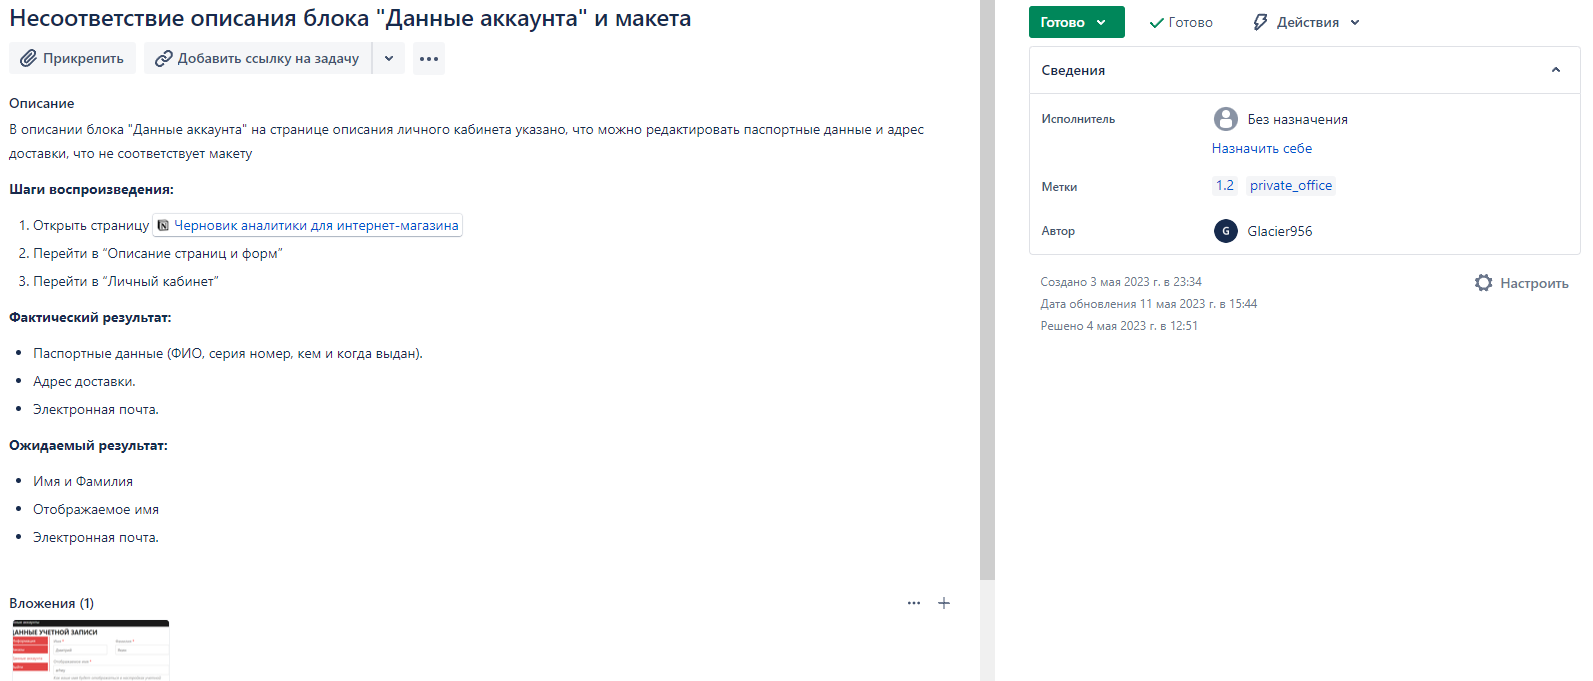 Несоответствие описания блока "Данные аккаунта" и макета
Прикрепить
Добавить ссылку на задачу
Описание
В описании блока "Данные аккаунта" на странице описания личного кабинета указано, что можно редактировать паспортные данные и адрес
доставки, что не соответствует макету
Шаги воспроизведения:
1. Открыть страницу Черновик аналитики для интернет-магазина
2. Перейти в “Описание страниц и форм”
3. Перейти в “Личный кабинет”
Фактический результат:
• Паспортные данные (ФИО, серия номер, кем и когда выдан).
• Адрес доставки.
• Электронная почта.
Ожидаемый результат:
• Имя и Фамилия
• Отображаемое имя
• Электронная почта.
Вложения (1)
ДАННЫЕ УЧЕТНОЙ ЗАПИСИ
Готово
Готово
Действия
Сведения
Исполнитель
Без назначения
Назначить себе
Метки
1.2 private_office
Автор
G Glacier956
Создано 3 мая 2023 г. в 23:34
Дата обновления 11 мая 2023 г. в 15:44
Решено 4 мая 2023 г. в 12:51
Настроить